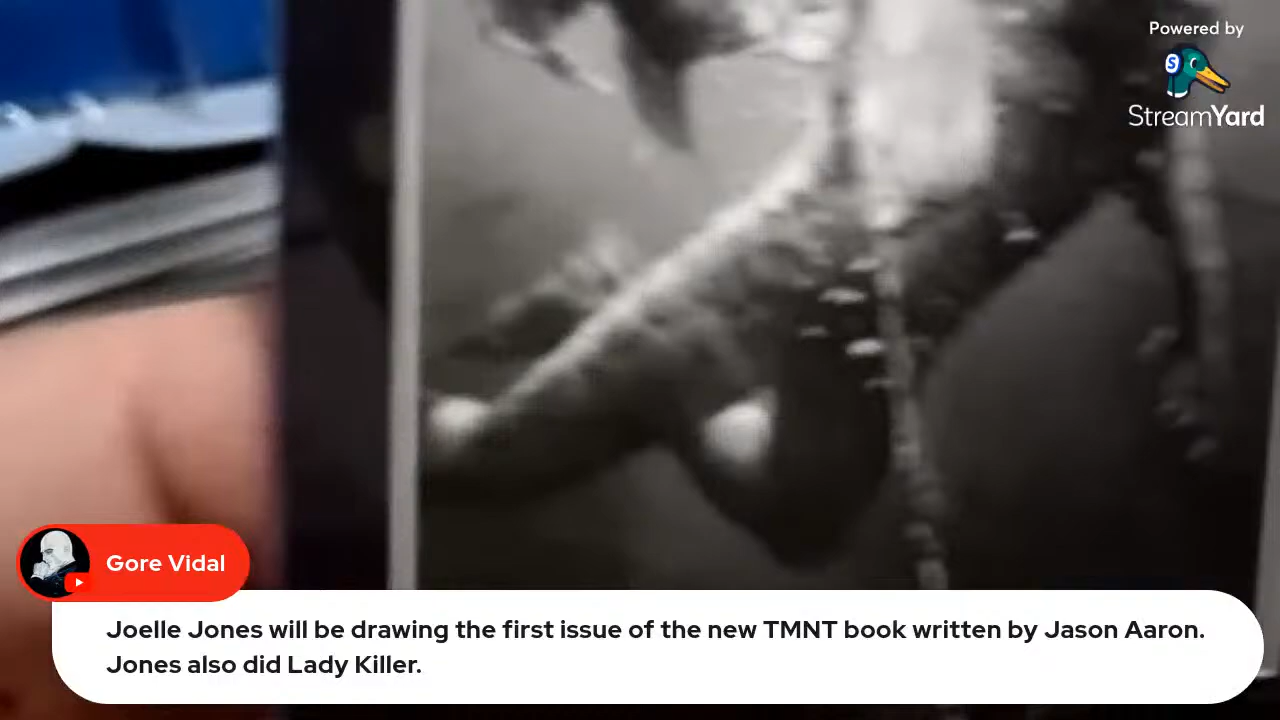 Powered by
S
StreamYard
Gore Vidal
Joelle Jones will be drawing the first issue of the new TMNT book written by Jason Aaron.
Jones also did Lady Killer.